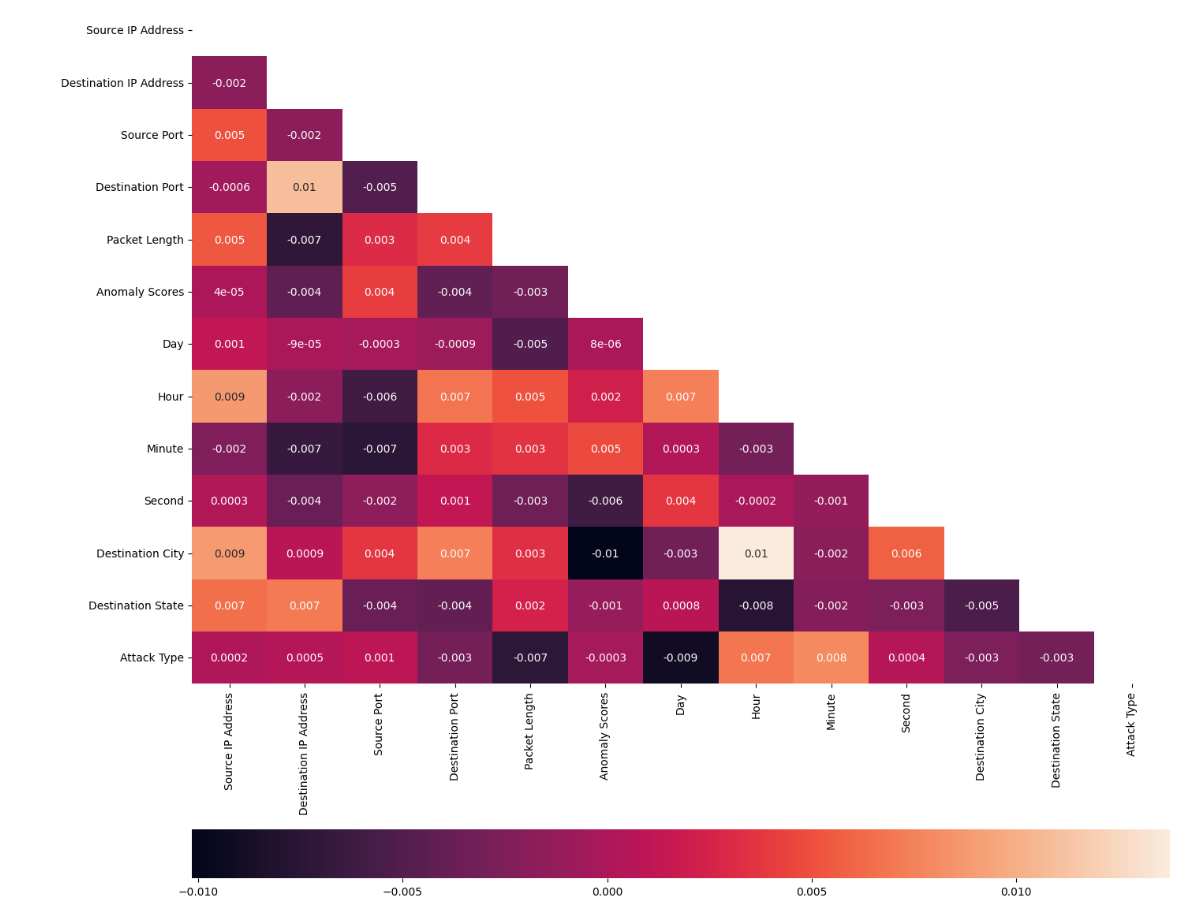 Source IP Address
Destination IP Address -0.002
Source Port 0.005 -0.002
Destination Port -0.0006 0.01 -0.005
Packet Length 0.005 -0.007 0.003 0.004
Anomaly Scores 4e-05 -0.004 0.004 -0.004 -0.003
Day 0.001 -9e-05 -0.0003 -0.0009 -0.005 8e-06
Hour 0.009 -0.002 -0.006 0.007 0.005 0.002 0.007
Minute -0.002 -0.007 -0.007 0.003 0.003 0.005 0.0003 -0.003
Second 0.0003 -0.004 -0.002 0.001 -0.003 -0.006 0.004 -0.0002 -0.001
Destination City 0.009 0.0009 0.004 0.007 0.003 -0.01 -0.003 0.01 -0.002 0.006
Destination State 0.007 0.007 -0.004 -0.004 0.002 -0.001 0.0008 -0.008 -0.002 -0.003 -0.005
Attack Type 0.0002 0.0005 0.001 -0.003 -0.007 -0.0003 -0.009 0.007 0.008 0.0004 -0.003 -0.003
Source IP Address
Destination IP Address
Source Port
Destination Port
Packet Length
Anomaly Scores
Day
Hour
Minute
Second
Destination City
Destination State
Attack Type
−0.010 −0.005 0.000 0.005 0.010